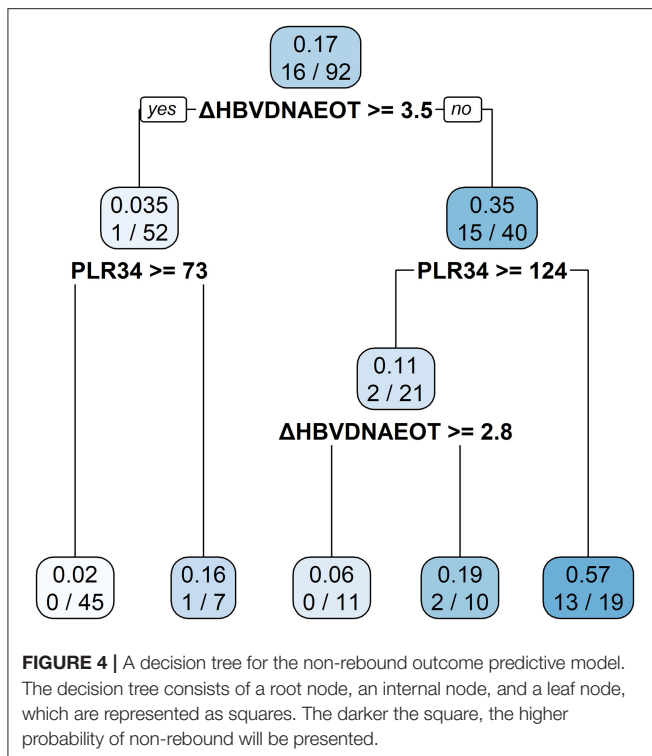 0.17
16 / 92
yes ΔHBVDNAEOT >= 3.5 no
0.035
1 / 52
0.35
15 / 40
PLR34 >= 73
PLR34 >= 124
0.11
2 / 21
ΔHBVDNAEOT >= 2.8
0.02
0 / 45
0.16
1 / 7
0.06
0 / 11
0.19
2 / 10
0.57
13 / 19
FIGURE 4 | A decision tree for the non-rebound outcome predictive model.
The decision tree consists of a root node, an internal node, and a leaf node,
which are represented as squares. The darker the square, the higher
probability of non-rebound will be presented.